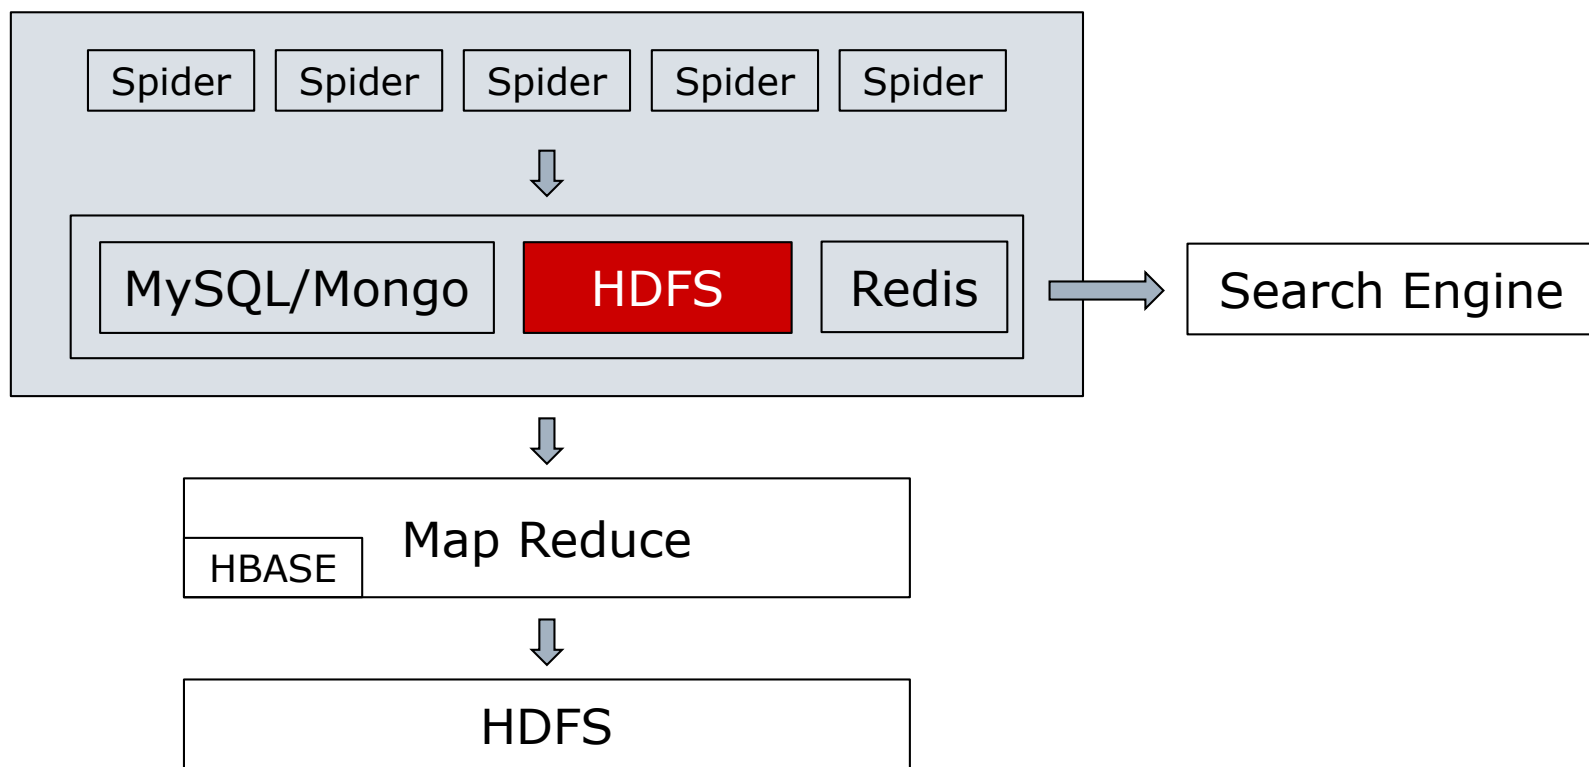 Spider Spider Spider Spider Spider
MySQL/Mongo HDFS Redis
Search Engine
Map Reduce
HBASE
HDFS